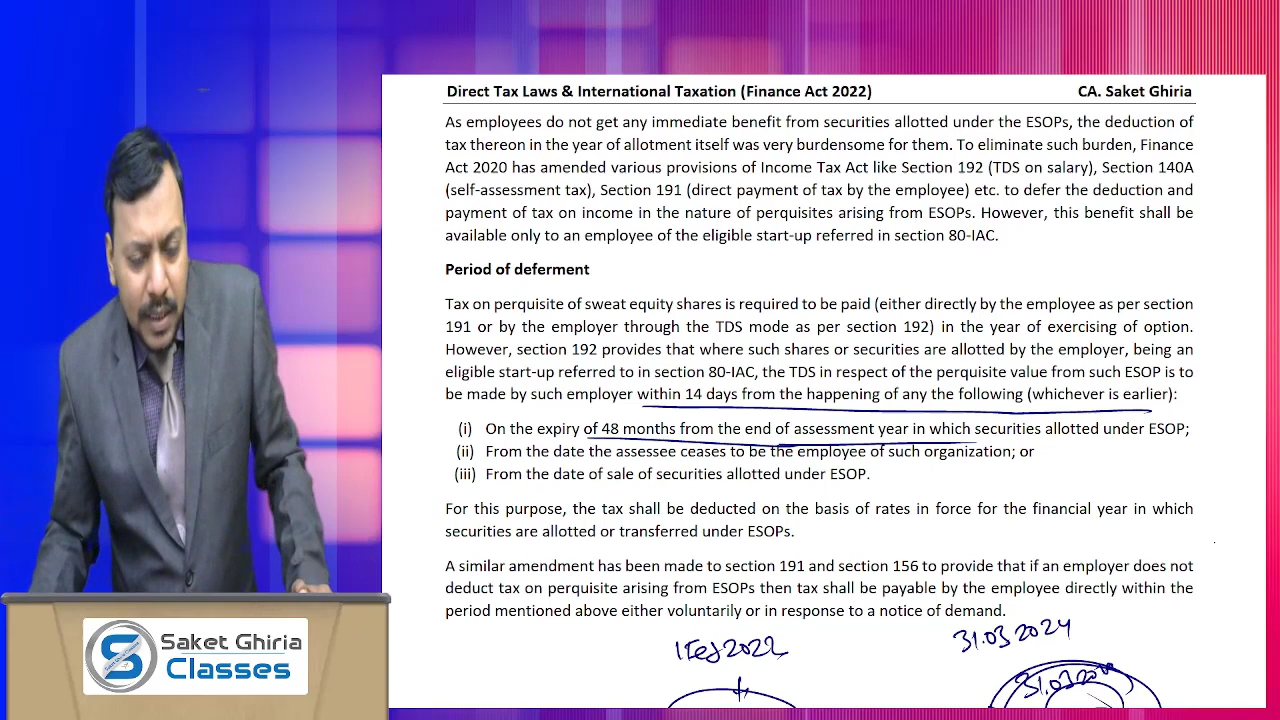 Direct Tax Laws & International Taxation (Finance Act 2022) CA. Saket Ghiria
As employees do not get any immediate benefit from securities allotted under the ESOPs, the deduction of
tax thereon in the year of allotment itself was very burdensome for them. To eliminate such burden, Finance
Act 2020 has amended various provisions of Income Tax Act like Section 192 (TDS on salary), Section 140A
(self-assessment tax), Section 191 (direct payment of tax by the employee) etc. to defer the deduction and
payment of tax on income in the nature of perquisites arising from ESOPs. However, this benefit shall be
available only to an employee of the eligible start-up referred in section 80-IAC.
Period of deferment
Tax on perquisite of sweat equity shares is required to be paid (either directly by the employee as per section
191 or by the employer through the TDS mode as per section 192) in the year of exercising of option.
However, section 192 provides that where such shares or securities are allotted by the employer, being an
eligible start-up referred to in section 80-IAC, the TDS in respect of the perquisite value from such ESOP is to
be made by such employer within 14 days from the happening of any the following (whichever is earlier):
(i) On the expiry of 48 months from the end of assessment year in which securities allotted under ESOP;
(ii) From the date the assessee ceases to be the employee of such organization; or
(iii) From the date of sale of securities allotted under ESOP.
For this purpose, the tax shall be deducted on the basis of rates in force for the financial year in which
securities are allotted or transferred under ESOPs.
A similar amendment has been made to section 191 and section 156 to provide that if an employer does not
deduct tax on perquisite arising from ESOPs then tax shall be payable by the employee directly within the
period mentioned above either voluntarily or in response to a notice of demand.
31.03 2024
2022
31.03
S
Saket Ghiria
Classes